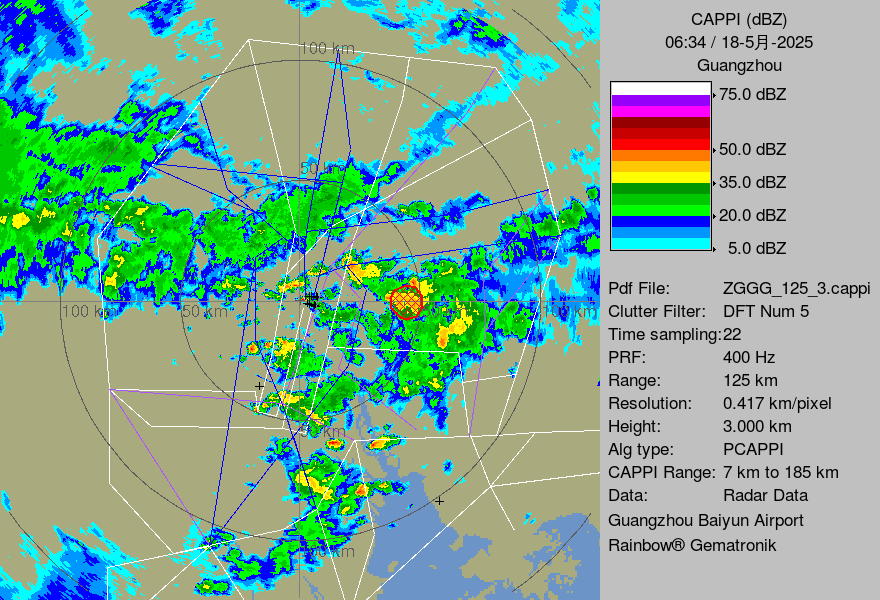 CAPPI (dBZ)
06:34 / 18-5月-2025
Guangzhou
75.0 dBZ
50.0 dBZ
35.0 dBZ
20.0 dBZ
5.0 dBZ
Pdf File: ZGGG_125_3.cappi
Clutter Filter: DFT Num 5
Time sampling:22
PRF: 400 Hz
Range: 125 km
Resolution: 0.417 km/pixel
Height: 3.000 km
Alg type: PCAPPI
CAPPI Range: 7 km to 185 km
Data: Radar Data
Guangzhou Baiyun Airport
Rainbow® Gematronik
100 km
50
100 km
50 km
km
100 km
km
100 km